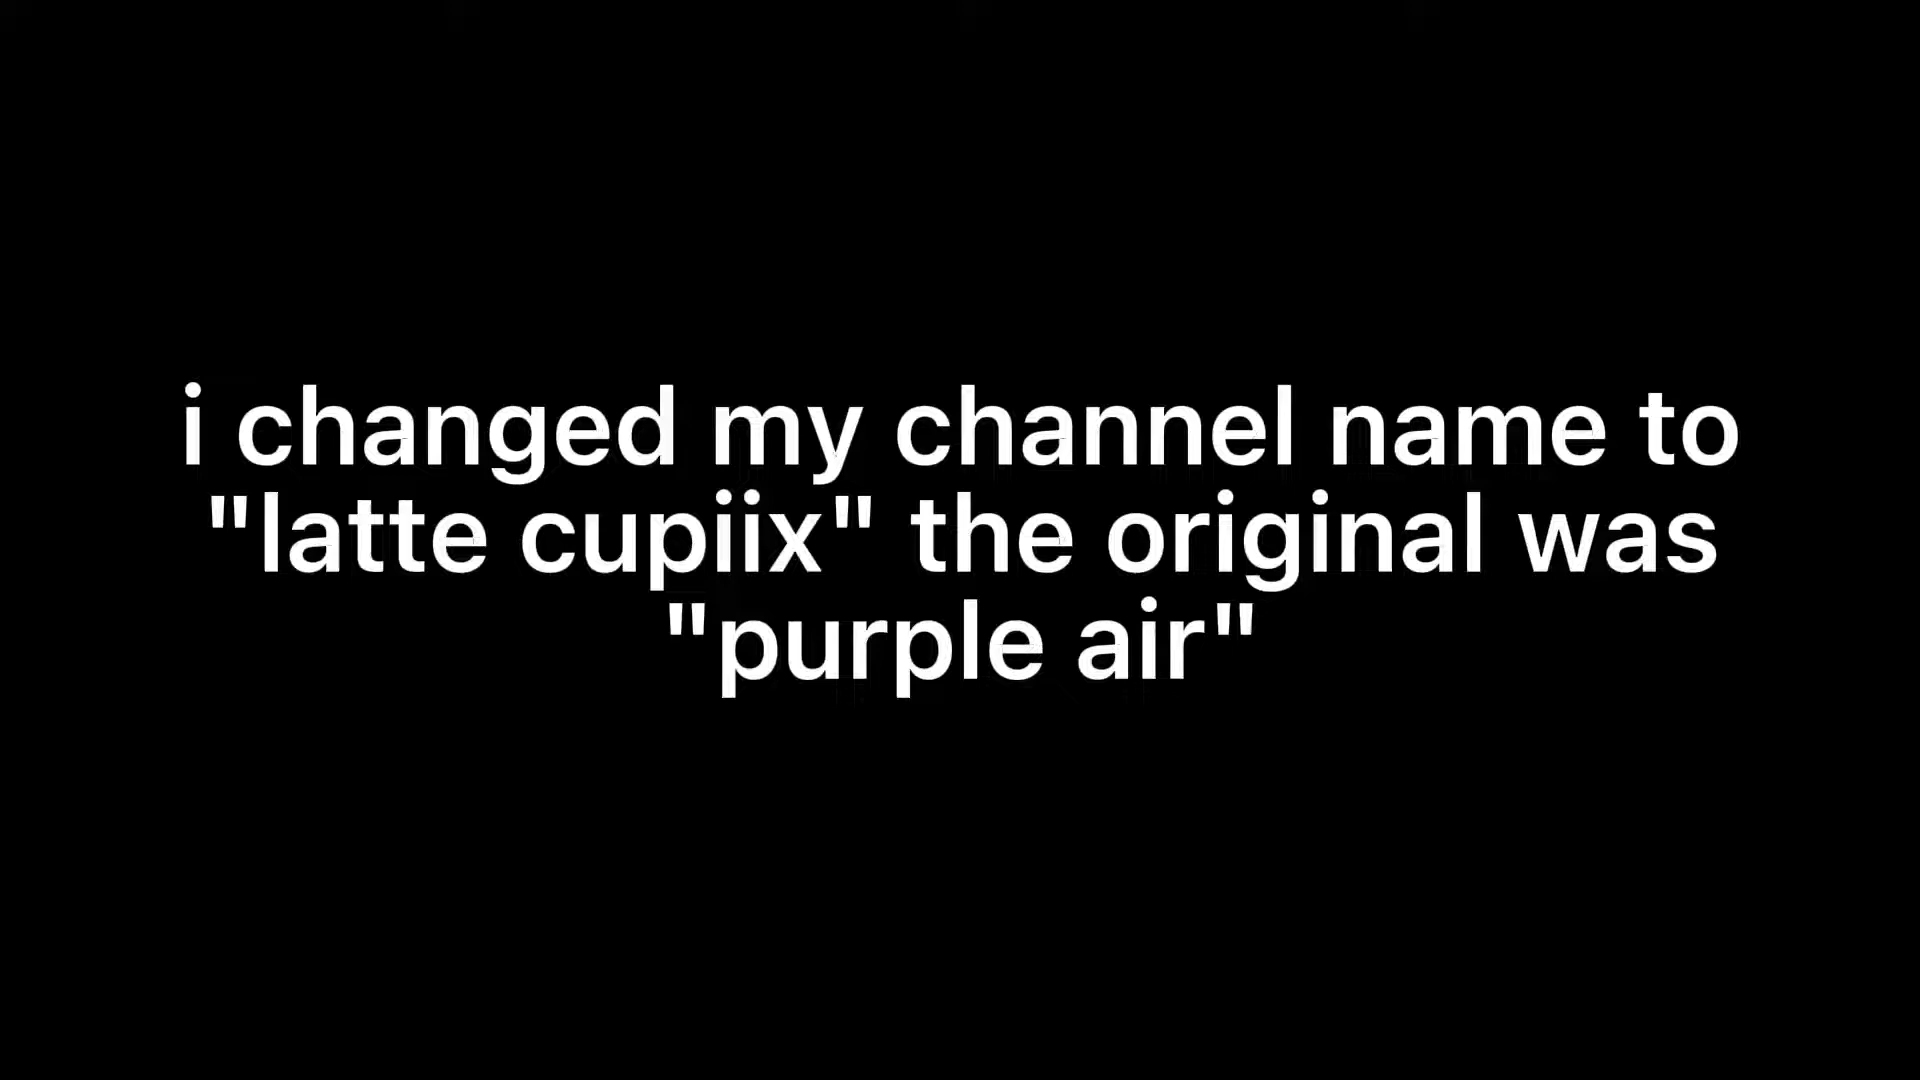 i changed my channel name to
"latte cupiix" the original was
"purple air"